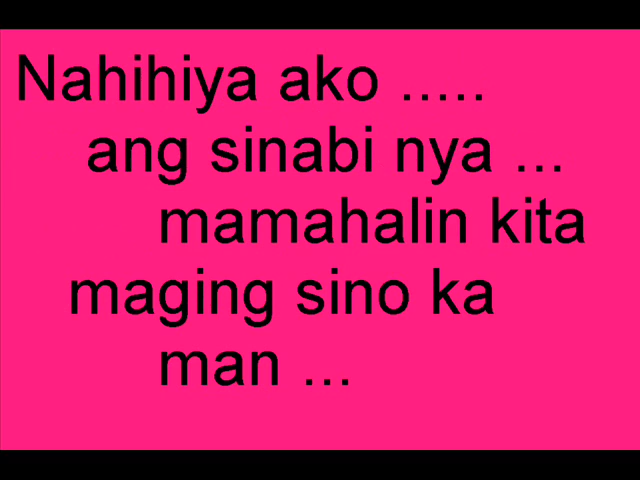 Nahihiya ako .....
ang sinabi nya ...
mamahalin kita
maging sino ka
man ...